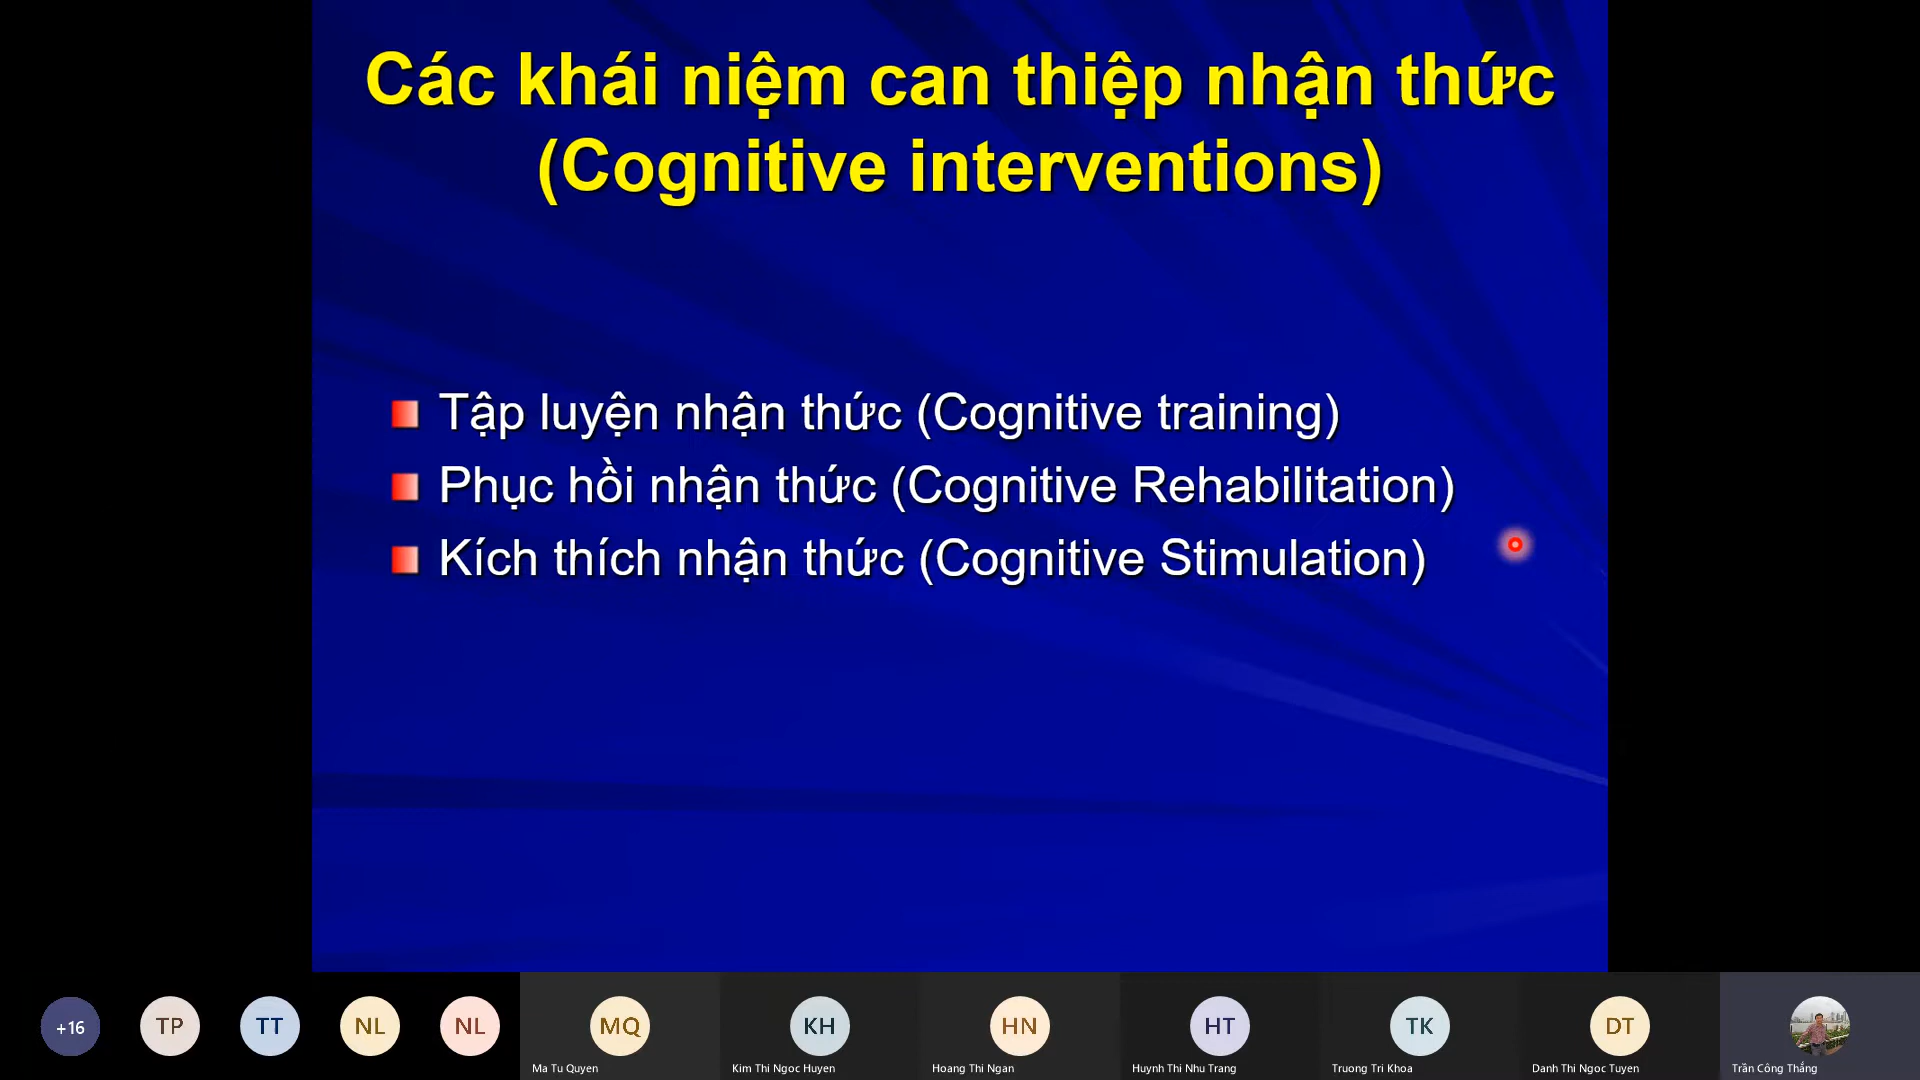 Các khái niệm can thiệp nhận thức
(Cognitive interventions)
Tập luyện nhận thức (Cognitive training)
Phục hồi nhận thức (Cognitive Rehabilitation)
Kích thích nhận thức (Cognitive Stimulation)
+16
TP
TT
NL
NL
MQ
Ma Tu Quyen
KH
Kim Thi Ngoc Huyen
HN
Hoang Thi Ngan
HT
Huynh Thi Nhu Trang
TK
Truong Tri Khoa
DT
Danh Thi Ngoc Tuyen
Trần Công Thắng